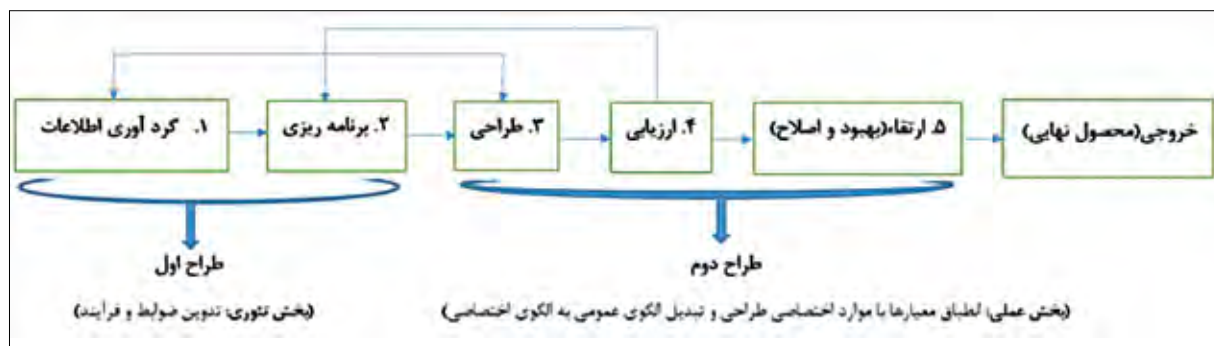 ۱. گرد آوری اطلاعات
۲. برنامه ریزی
۳. طراحی
۴. ارزیابی
۵. ارتقاء(بهبود و اصلاح)
خروجی(محصول نهایی)
طراح اول
(بخش تئوری: تدوین ضوابط و فرآیند)
طراح دوم
(بخش عملی: انطباق معیارها با موارد اختصاصی طراحی و تبدیل الگوی عمومی به الگوی اختصاصی)